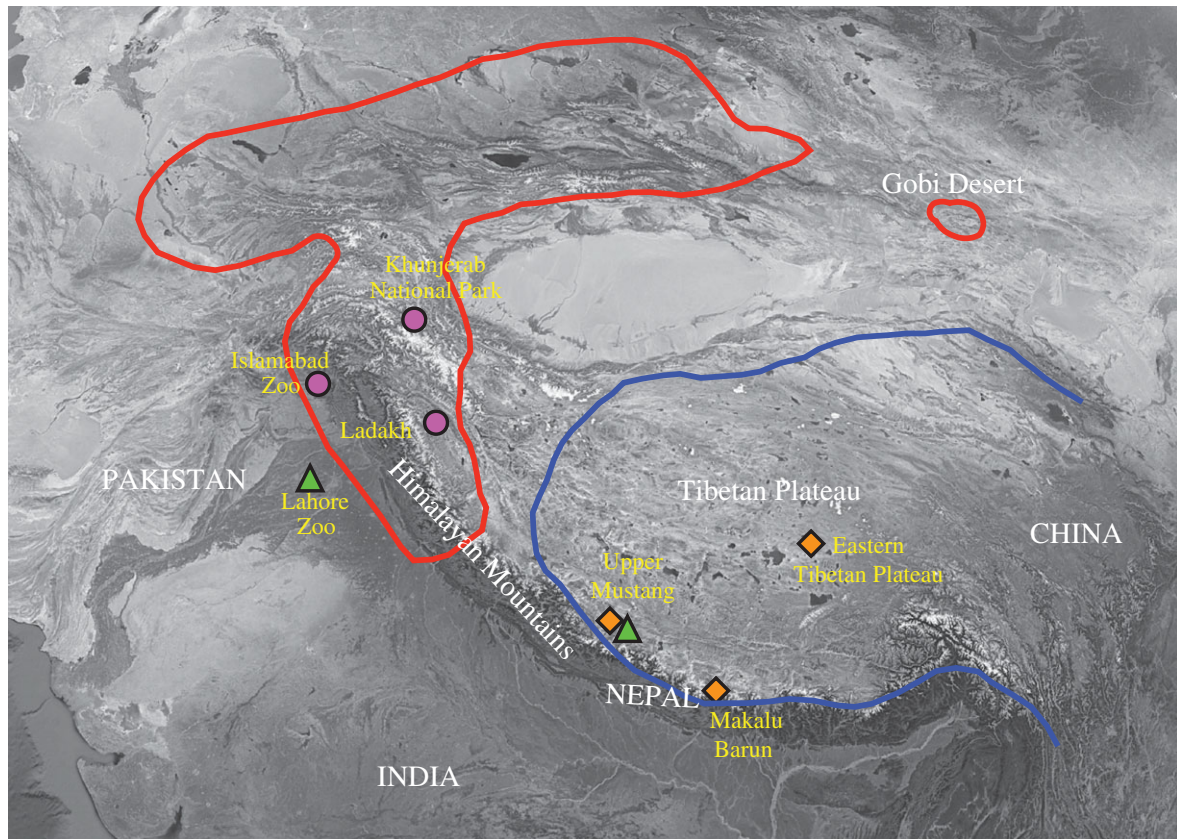 Gobi Desert
Khunjerab
National Park
Islamabad
Zoo
Ladakh
PAKISTAN
Lahore
Zoo
Himalayan Mountains
Tibetan Plateau
CHINA
Eastern
Tibetan Plateau
Upper
Mustang
NEPAL
Makalu
Barun
INDIA